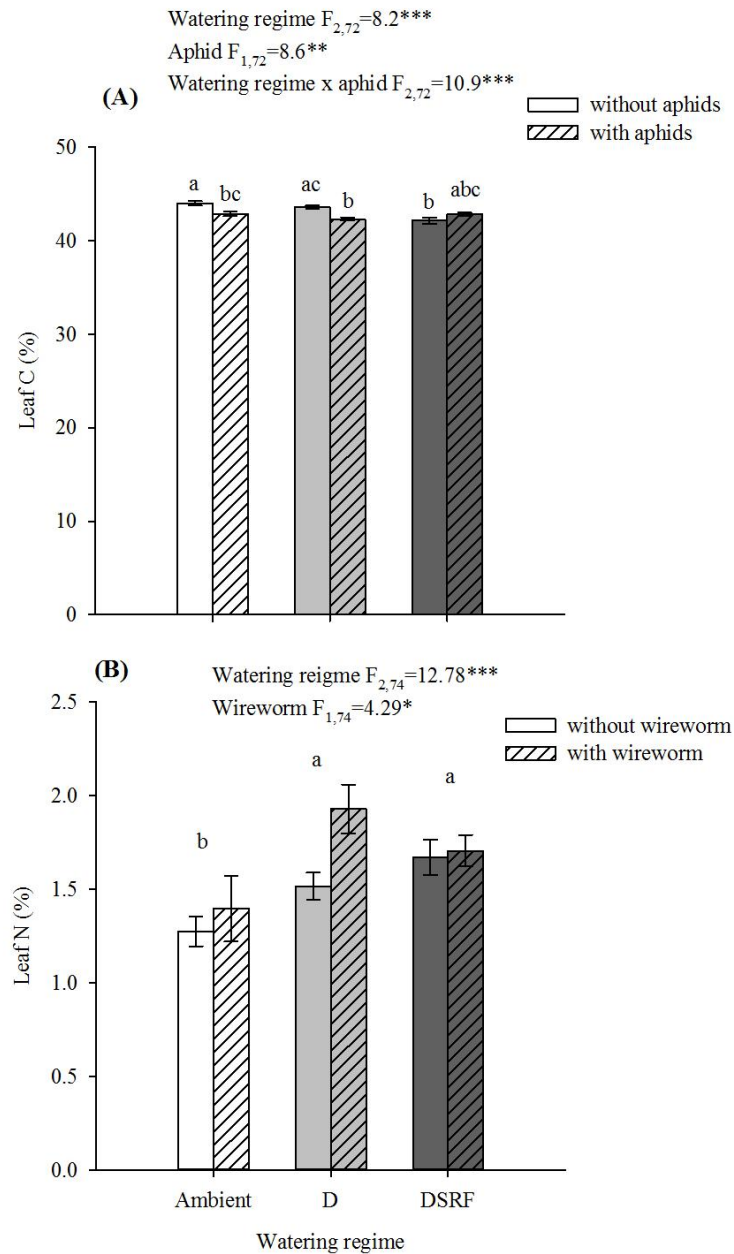 Watering regime F2,72=8.2***
Aphid F1,72=8.6**
Watering regime x aphid F2,72=10.9***
(A)
without aphids
with aphids
50
40
30
20
10
0
Leaf C (%)
a bc ac b b abc
(B)
Watering reigme F2,74=12.78***
Wireworm F1,74=4.29*
without wireworm
with wireworm
2.5
2.0
1.5
1.0
0.5
0.0
Leaf N (%)
b a a
Ambient D DSRF
Watering regime